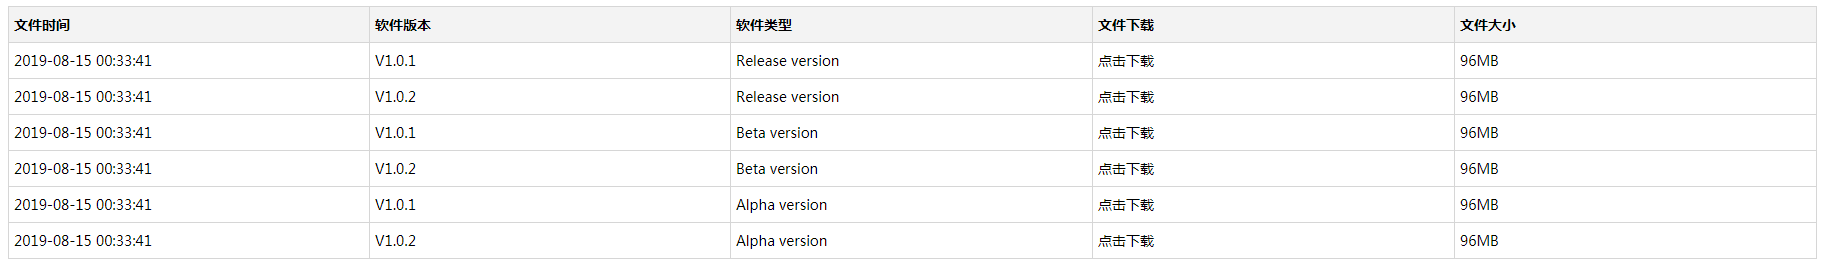 文件时间 软件版本 软件类型 文件下载 文件大小
2019-08-15 00:33:41 V1.0.1 Release version 点击下载 96MB
2019-08-15 00:33:41 V1.0.2 Release version 点击下载 96MB
2019-08-15 00:33:41 V1.0.1 Beta version 点击下载 96MB
2019-08-15 00:33:41 V1.0.2 Beta version 点击下载 96MB
2019-08-15 00:33:41 V1.0.1 Alpha version 点击下载 96MB
2019-08-15 00:33:41 V1.0.2 Alpha version 点击下载 96MB